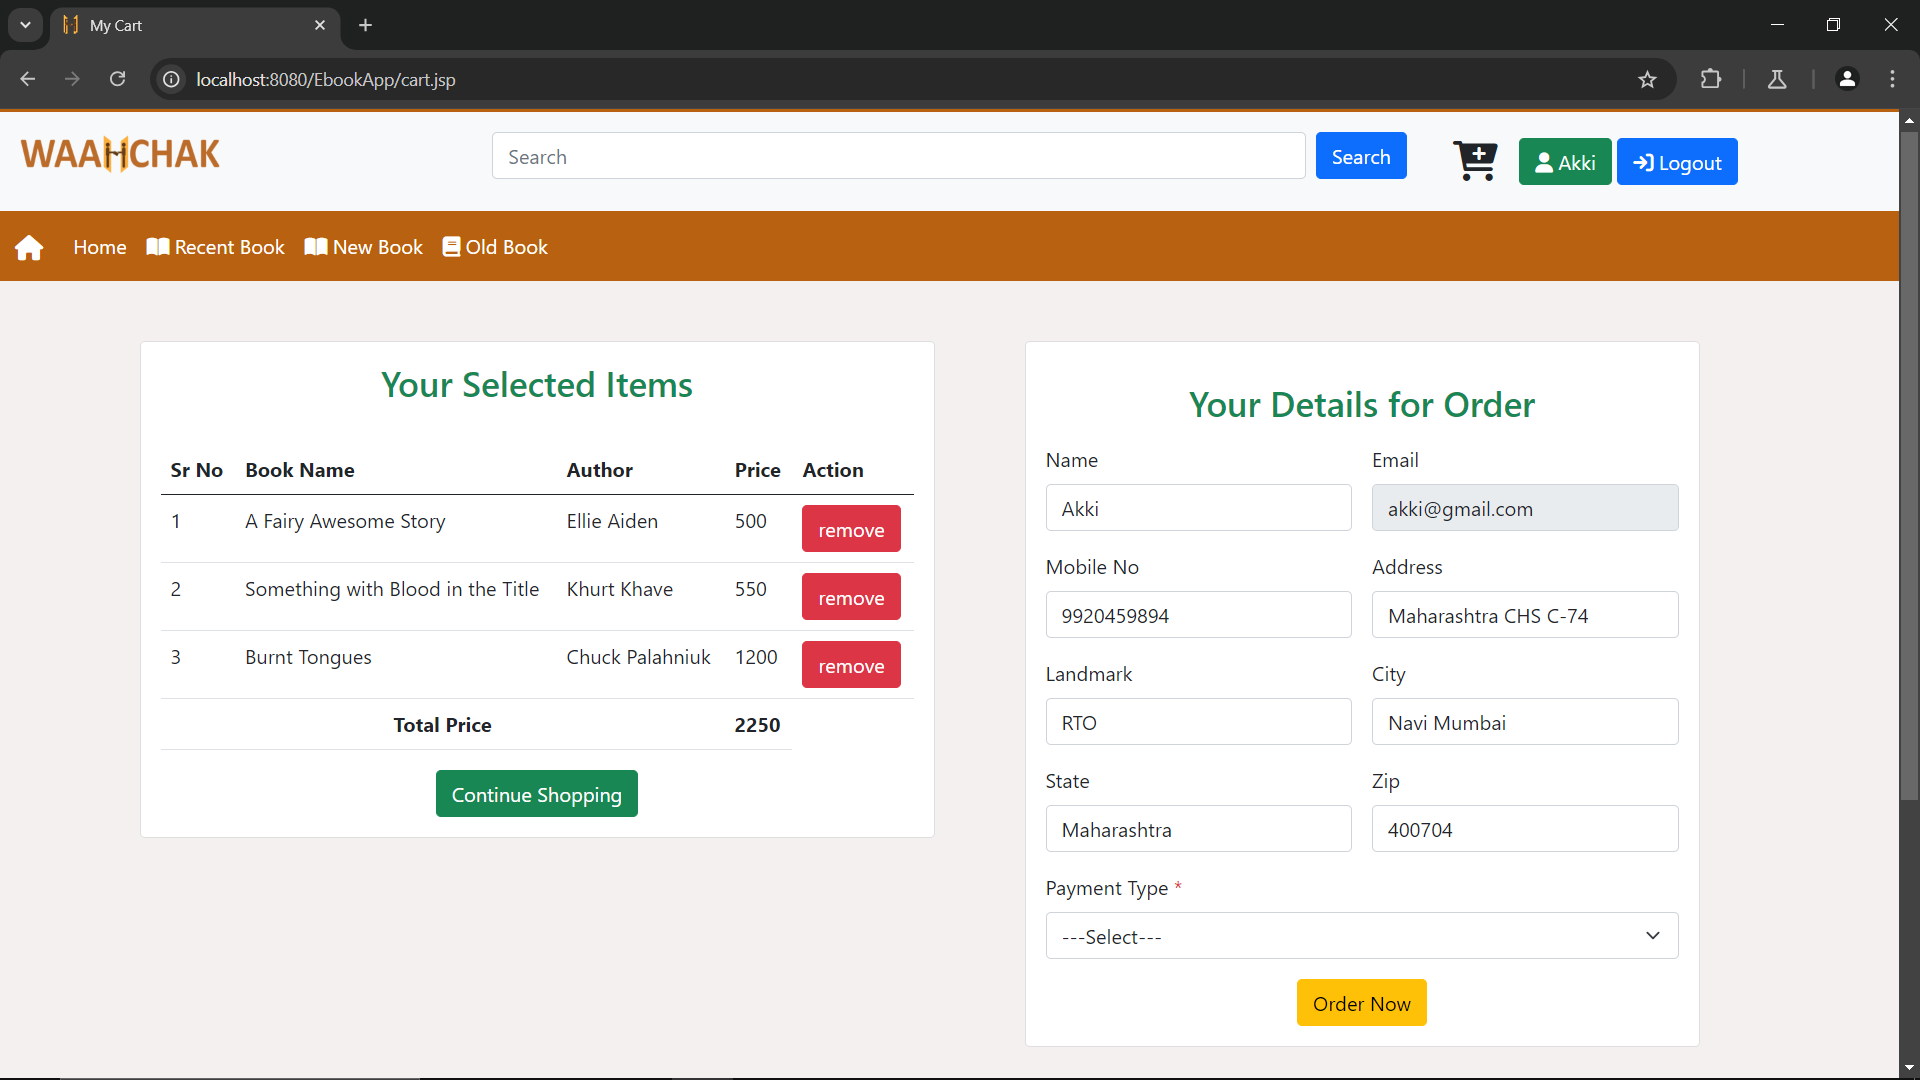 My Cart
localhost:8080/EbookApp/cart.jsp
WAAHCHAK
Search
Search
Akki
Logout
Home
Recent Book
New Book
Old Book
Your Selected Items
Sr No Book Name Author Price Action
1 A Fairy Awesome Story Ellie Aiden 500 remove
2 Something with Blood in the Title Khurt Khave 550 remove
3 Burnt Tongues Chuck Palahniuk 1200 remove
Total Price 2250
Continue Shopping
Your Details for Order
Name Email
Akki akki@gmail.com
Mobile No Address
9920459894 Maharashtra CHS C-74
Landmark City
RTO Navi Mumbai
State Zip
Maharashtra 400704
Payment Type *
---Select---
Order Now